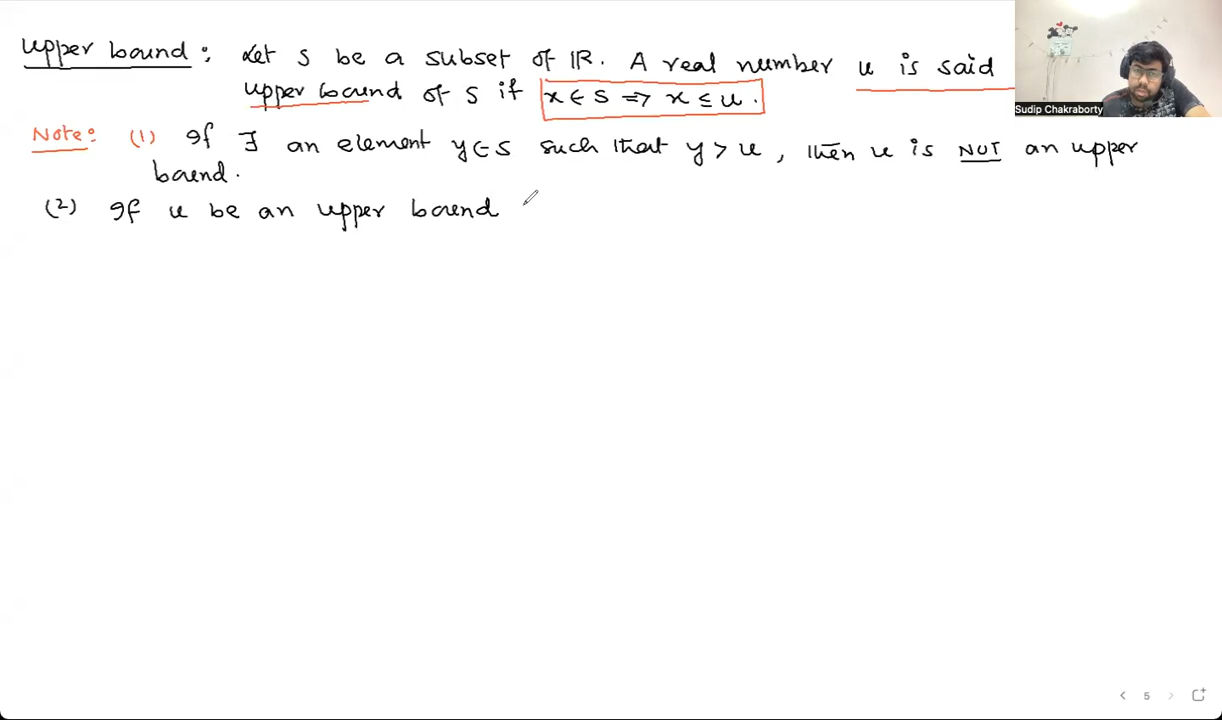 Upper bound: Let S be a subset of ℝ. A real number u is said
upper bound of S if x ∈ S ⇒ x ≤ u.
Note: (1) If ∃ an element y ∈ S such that y > u, then u is NOT an upper
bound.
(2) If u be an upper bound
Sudip Chakraborty
5